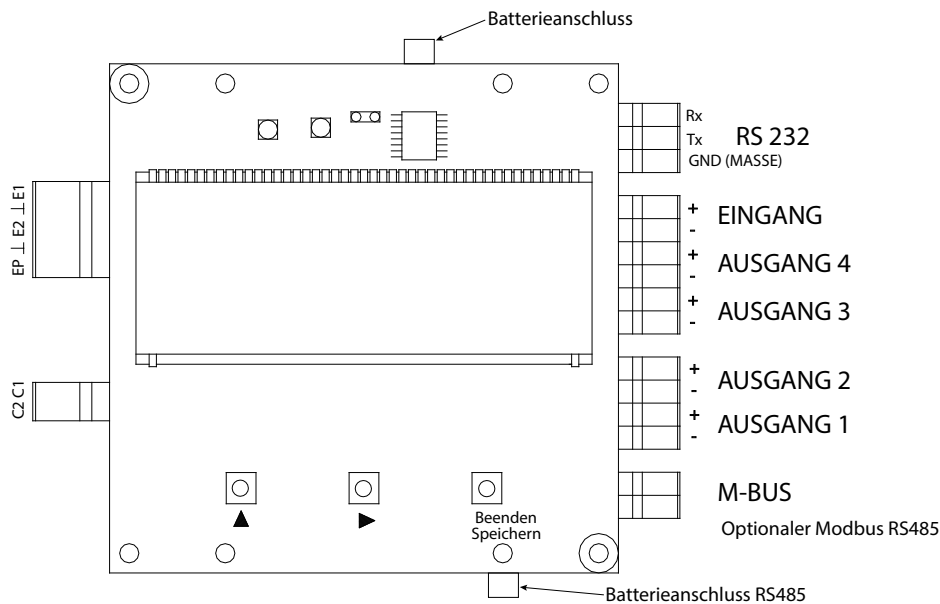 Batterieanschluss
Rx
Tx
GND (MASSE)
RS 232
+
-
EINGANG
+
-
AUSGANG 4
+
-
AUSGANG 3
+
-
AUSGANG 2
+
-
AUSGANG 1
M-BUS
Optionaler Modbus RS485
EP ⊥ E2 ⊥ E1
C2 C1
▲
▶
Beenden
Speichern
Batterieanschluss RS485